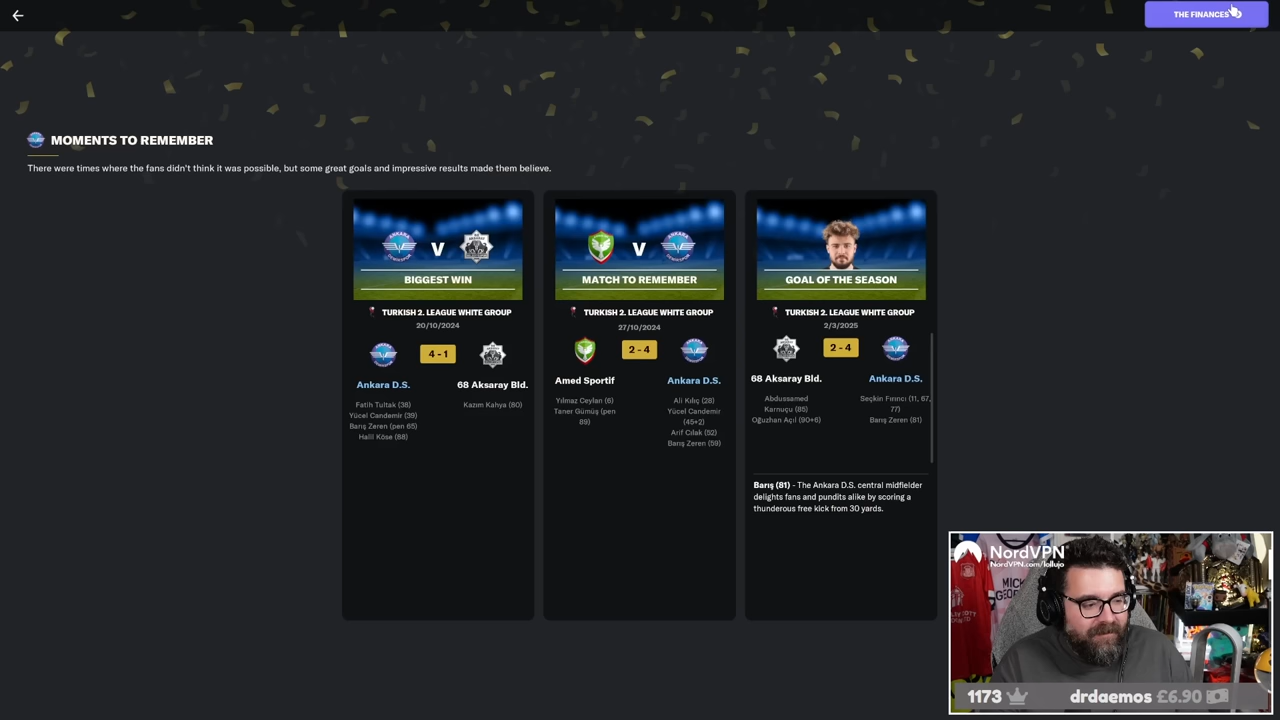 THE FINANCES
MOMENTS TO REMEMBER
There were times where the fans didn't think it was possible, but some great goals and impressive results made them believe.
V
BIGGEST WIN
TURKISH 2. LEAGUE WHITE GROUP
20/10/2024
4 - 1
Ankara D.S.
68 Aksaray Bld.
Fatih Tultak (38)
Yücel Candemir (39)
Barış Zeren (pen 65)
Halil Köse (88)
Kazım Kahya (80)
V
MATCH TO REMEMBER
TURKISH 2. LEAGUE WHITE GROUP
27/10/2024
2 - 4
Amed Sportif
Ankara D.S.
Yılmaz Ceylan (6)
Taner Gümüş (pen
89)
Ali Kılıç (28)
Yücel Candemir
(45+2)
Arif Cılak (52)
Barış Zeren (59)
GOAL OF THE SEASON
TURKISH 2. LEAGUE WHITE GROUP
2/3/2025
2 - 4
68 Aksaray Bld.
Ankara D.S.
Abdussamed
Karnuçu (85)
Oğuzhan Açıl (90+6)
Seçkin Fırıncı (11, 67,
77)
Barış Zeren (81)
Barış (81) - The Ankara D.S. central midfielder
delights fans and pundits alike by scoring a
thunderous free kick from 30 yards.
NordVPN
NordVPN.com/lollujo
1173
drdaemos £6.90